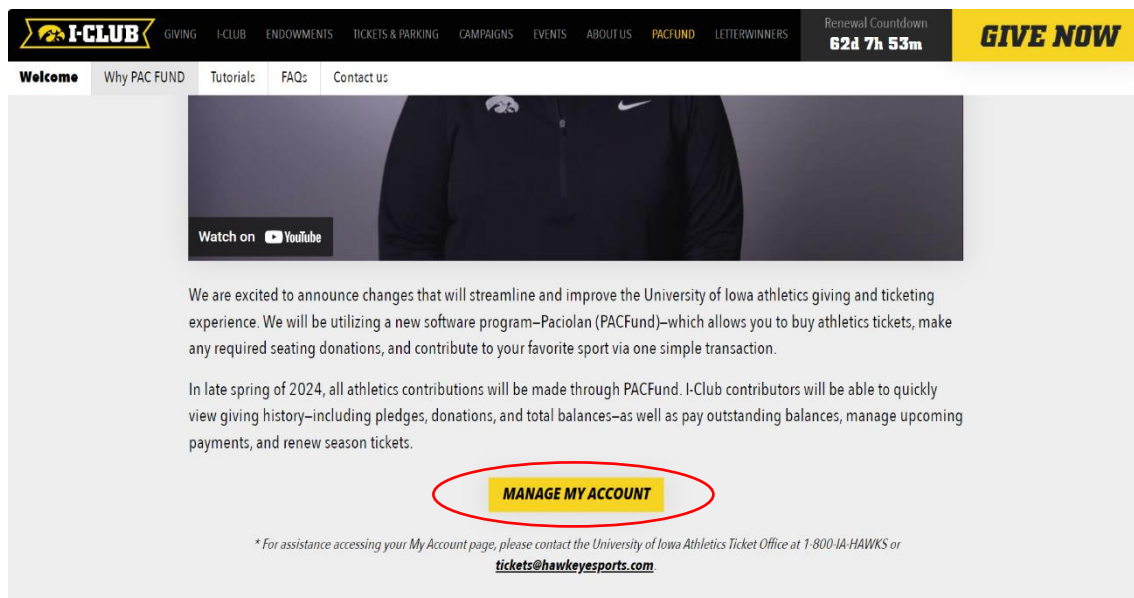 I-CLUB GIVING I-CLUB ENDOWMENTS TICKETS & PARKING CAMPAIGNS EVENTS ABOUT US PACFUND LETTERWINNERS Renewal Countdown GIVE NOW
62d 7h 53m
Welcome Why PAC FUND Tutorials FAQs Contact us
Watch on YouTube
We are excited to announce changes that will streamline and improve the University of Iowa athletics giving and ticketing
experience. We will be utilizing a new software program—Paciolan (PACFund)—which allows you to buy athletics tickets, make
any required seating donations, and contribute to your favorite sport via one simple transaction.
In late spring of 2024, all athletics contributions will be made through PACFund. I-Club contributors will be able to quickly
view giving history—including pledges, donations, and total balances—as well as pay outstanding balances, manage upcoming
payments, and renew season tickets.
MANAGE MY ACCOUNT
* For assistance accessing your My Account page, please contact the University of Iowa Athletics Ticket Office at 1-800-IA-HAWKS or
tickets@hawkeyesports.com.